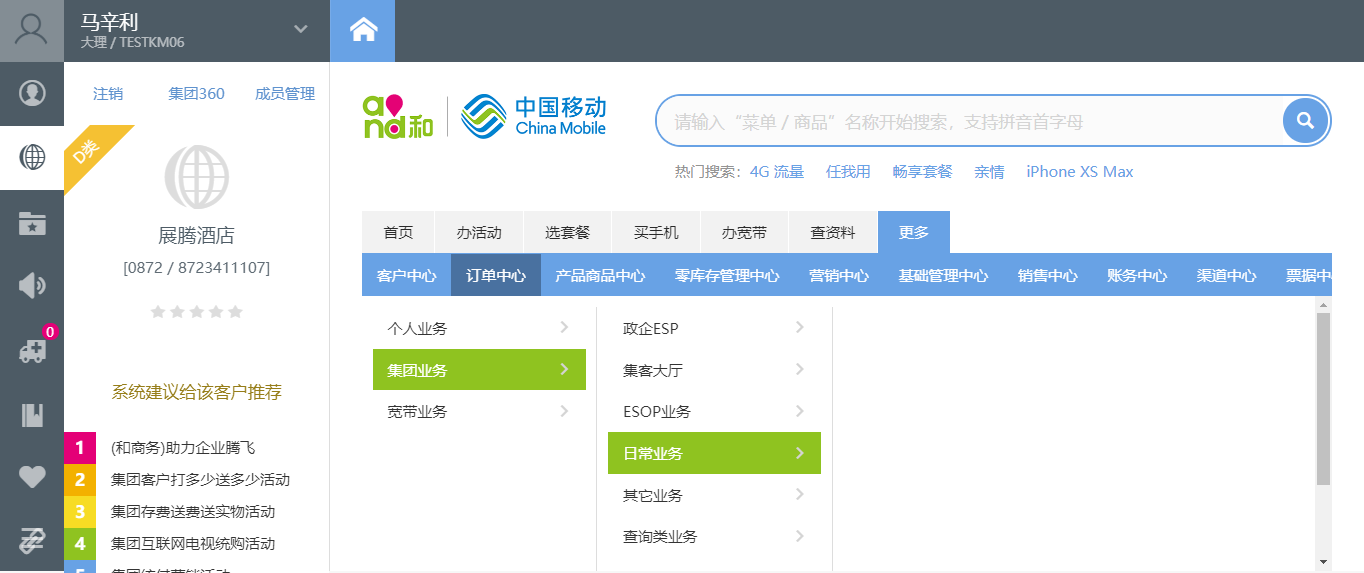 马辛利
大理 / TESTKM06
注销 集团360 成员管理
D类
展腾酒店
[0872 / 8723411107]
0
系统建议给该客户推荐
1 (和商务)助力企业腾飞
2 集团客户打多少送多少活动
3 集团存费送费送实物活动
4 集团互联网电视统购活动
and和 中国移动
China Mobile
请输入“菜单 / 商品”名称开始搜索，支持拼音首字母
热门搜索： 4G 流量 任我用 畅享套餐 亲情 iPhone XS Max
首页 办活动 选套餐 买手机 办宽带 查资料 更多
客户中心 订单中心 产品商品中心 零库存管理中心 营销中心 基础管理中心 销售中心 账务中心 渠道中心 票据中
个人业务
集团业务
宽带业务
政企ESP
集客大厅
ESOP业务
日常业务
其它业务
查询类业务